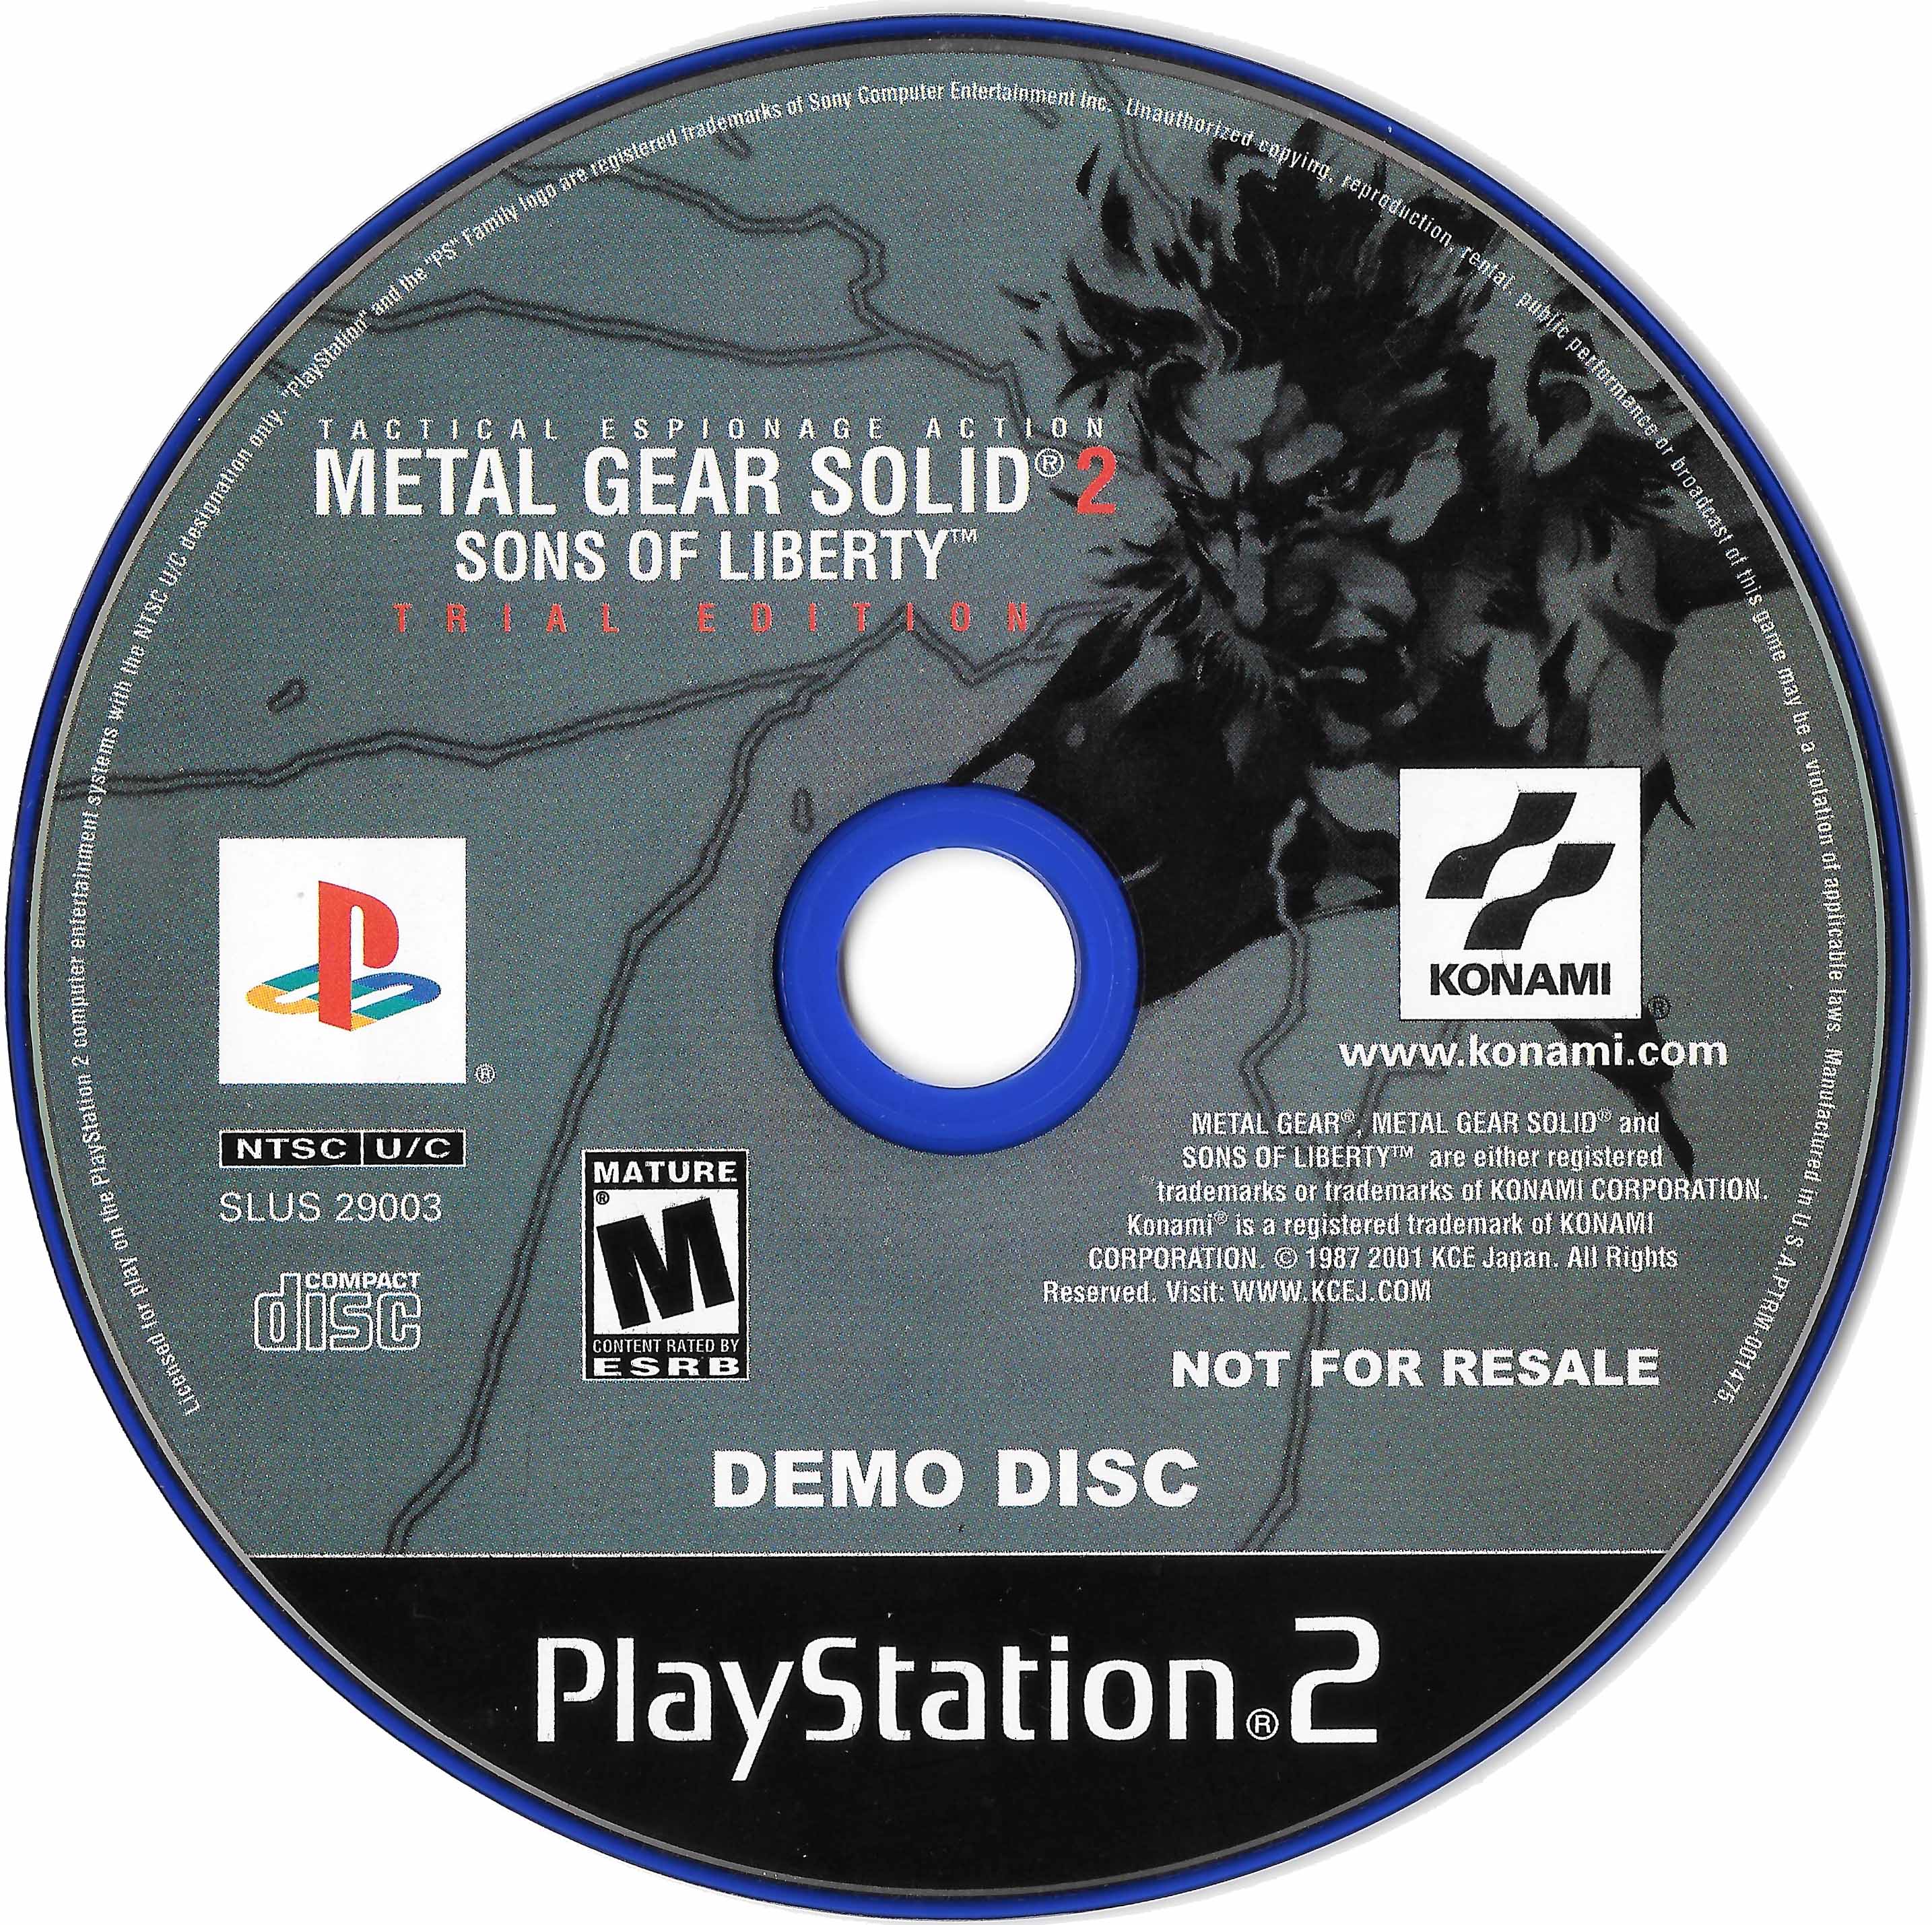 Licensed for play on the PlayStation 2 computer entertainment systems with the NTSC U/C designation only. "PlayStation" and the "PS" Family logo are registered trademarks of Sony Computer Entertainment Inc. Unauthorized copying, reproduction, rental, public performance or broadcast of this game may be a violation of applicable laws. Manufactured in U.S.A. PTRM-001475.
TACTICAL ESPIONAGE ACTION
METAL GEAR SOLID® 2
SONS OF LIBERTY™
TRIAL EDITION
®
NTSC U/C
SLUS 29003
COMPACT
disc
MATURE
®
M
CONTENT RATED BY
ESRB
KONAMI
®
www.konami.com
METAL GEAR®, METAL GEAR SOLID® and
SONS OF LIBERTY™ are either registered
trademarks or trademarks of KONAMI CORPORATION.
Konami® is a registered trademark of KONAMI
CORPORATION. © 1987 2001 KCE Japan. All Rights
Reserved. Visit: WWW.KCEJ.COM
NOT FOR RESALE
DEMO DISC
PlayStation®2